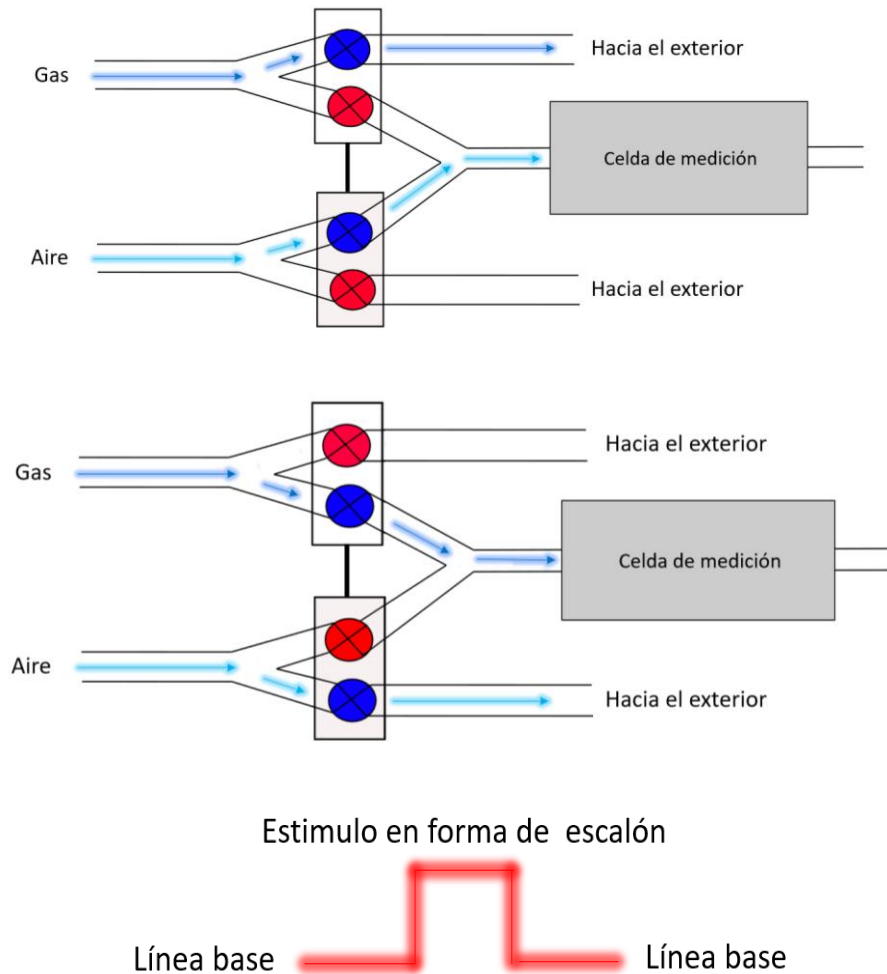 Gas
Hacia el exterior
Celda de medición
Aire
Hacia el exterior
Gas
Hacia el exterior
Celda de medición
Aire
Hacia el exterior
Estimulo en forma de escalón
Línea base
Línea base